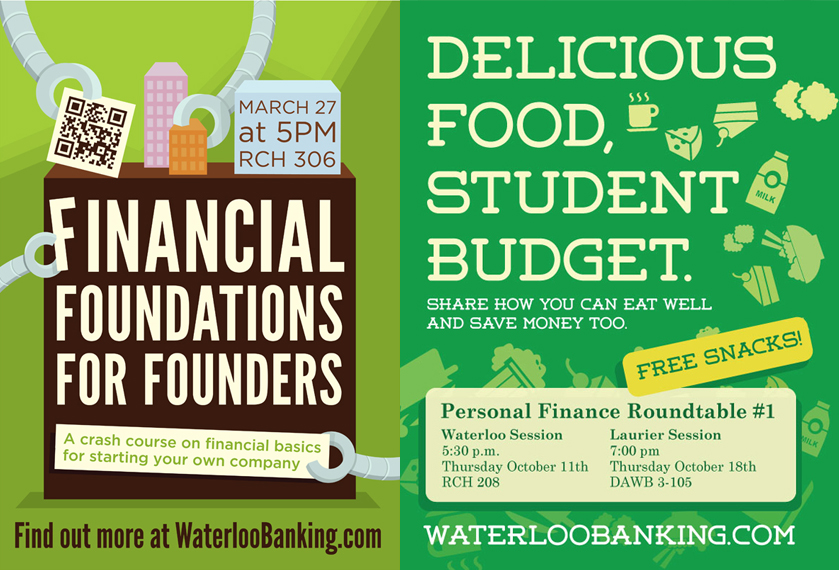 MARCH 27
at 5PM
RCH 306
FINANCIAL
FOUNDATIONS
FOR FOUNDERS
A crash course on financial basics
for starting your own company
Find out more at WaterlooBanking.com
DELICIOUS
FOOD,
STUDENT
BUDGET.
MILK
SHARE HOW YOU CAN EAT WELL
AND SAVE MONEY TOO.
FREE SNACKS!
Personal Finance Roundtable #1
Waterloo Session
5:30 p.m.
Thursday October 11th
RCH 208
Laurier Session
7:00 pm
Thursday October 18th
DAWB 3-105
MILK
WATERLOOBANKING.COM